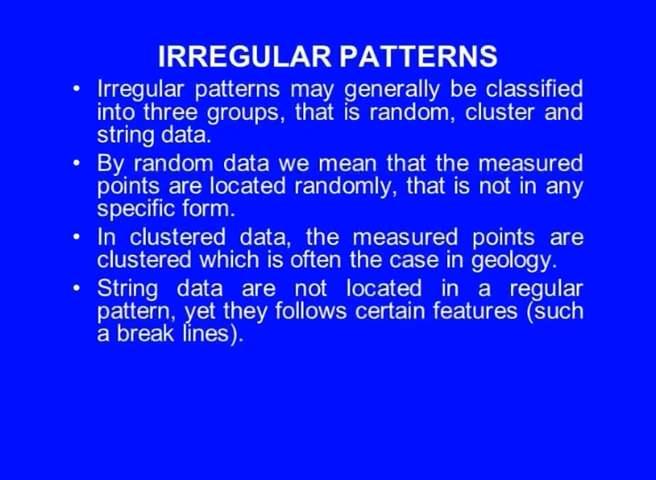 IRREGULAR PATTERNS
• Irregular patterns may generally be classified
into three groups, that is random, cluster and
string data.
• By random data we mean that the measured
points are located randomly, that is not in any
specific form.
• In clustered data, the measured points are
clustered which is often the case in geology.
• String data are not located in a regular
pattern, yet they follows certain features (such
a break lines).